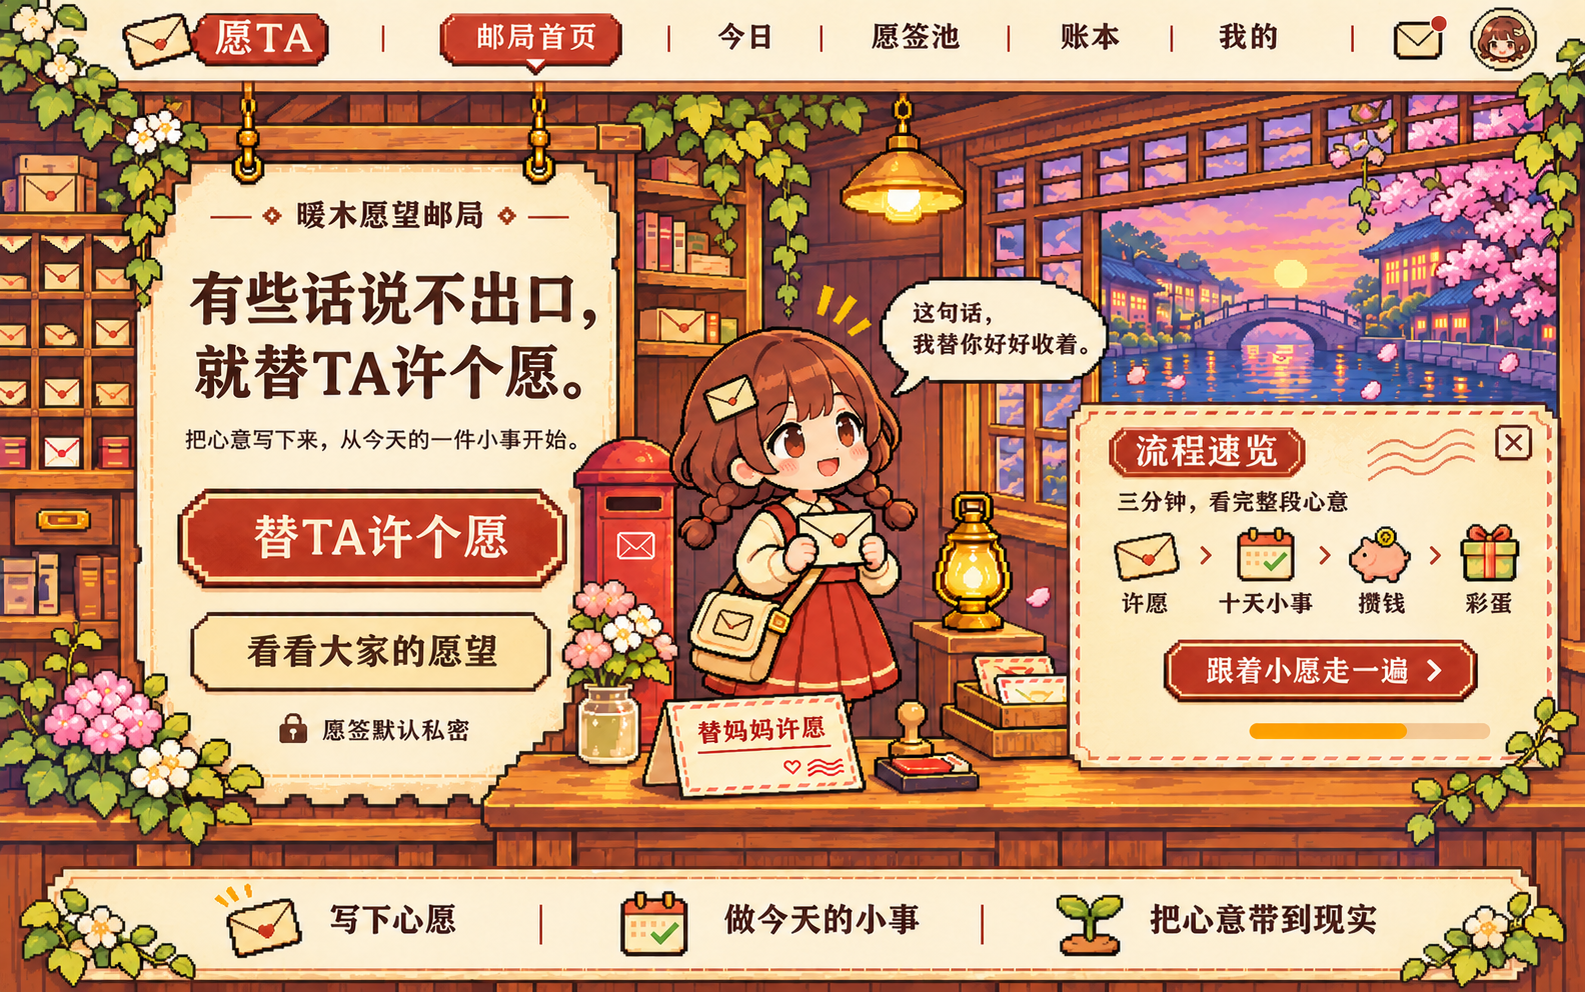 愿TA
邮局首页
今日
愿签池
账本
我的
暖木愿望邮局
有些话说不出口，
就替TA许个愿。
把心意写下来，从今天的一件小事开始。
替TA许个愿
看看大家的愿望
愿签默认私密
这句话，
我替你好好收着。
替妈妈许愿
流程速览
三分钟，看完整段心意
许愿
十天小事
攒钱
彩蛋
跟着小愿走一遍
写下心愿
做今天的小事
把心意带到现实